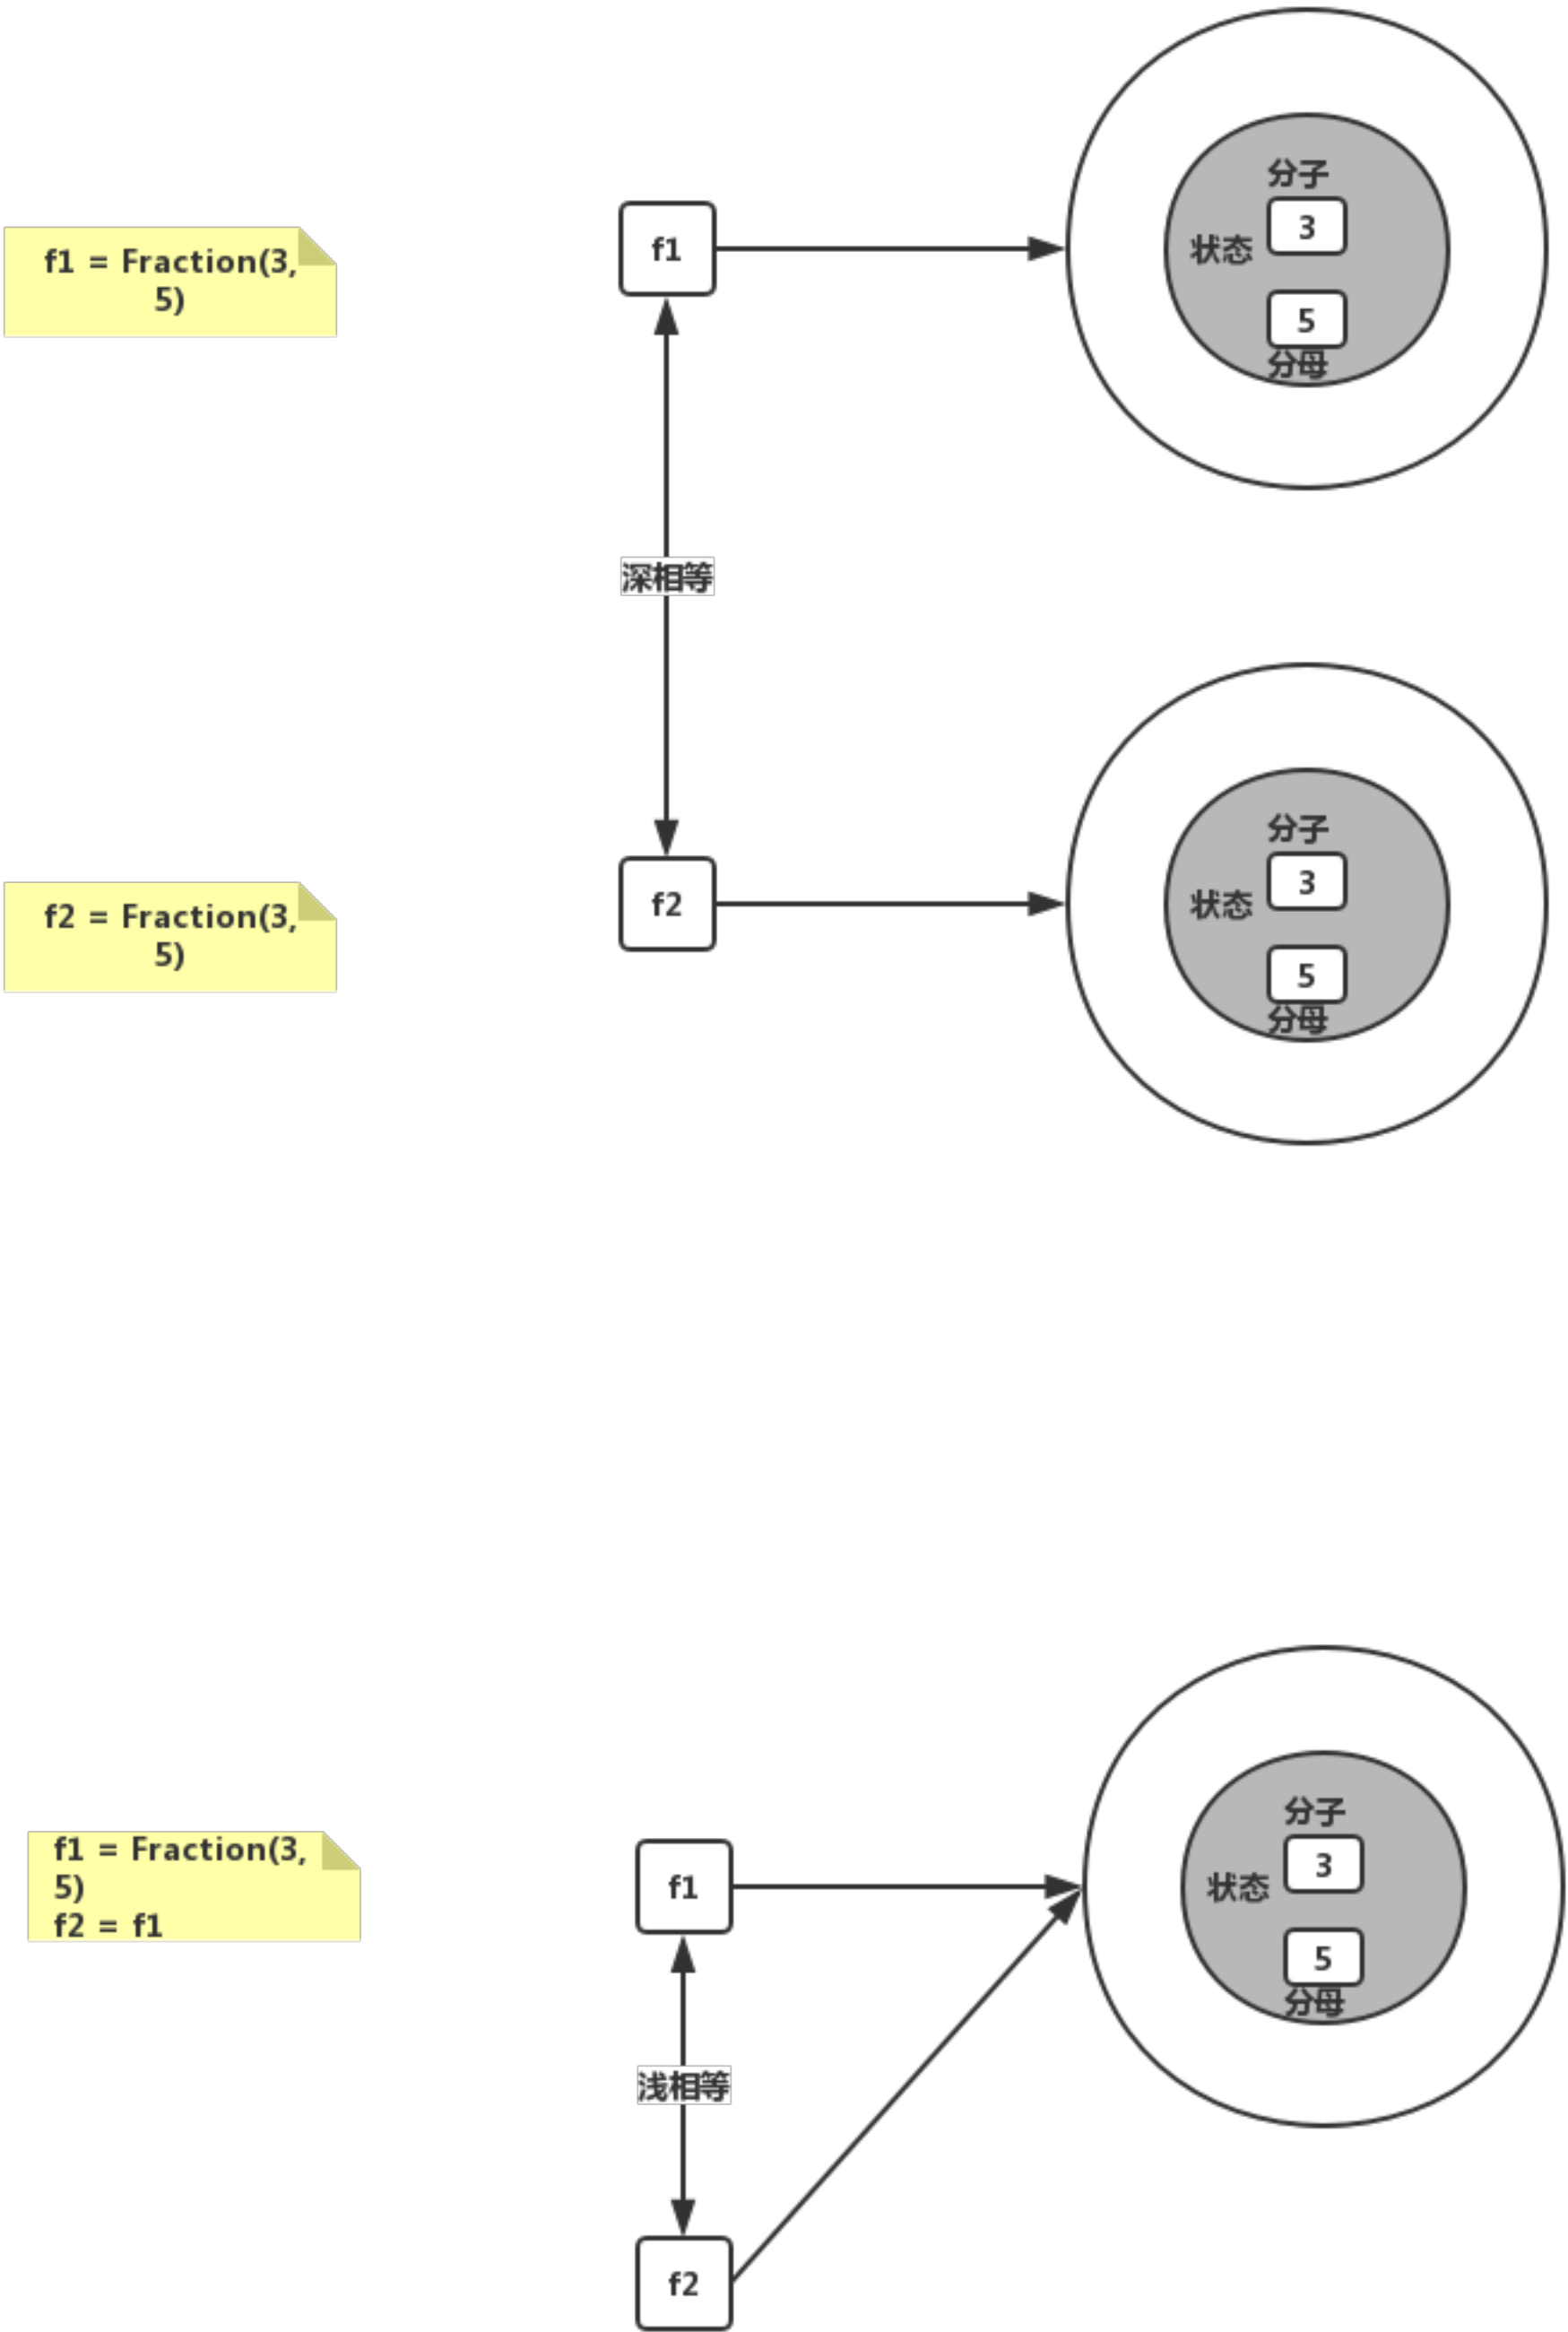 分子
3
f1 = Fraction(3,
5)
f1
状态
5
分母
深相等
分子
3
f2 = Fraction(3,
5)
f2
状态
5
分母
分子
3
f1 = Fraction(3,
5)
f2 = f1
f1
状态
5
分母
浅相等
f2